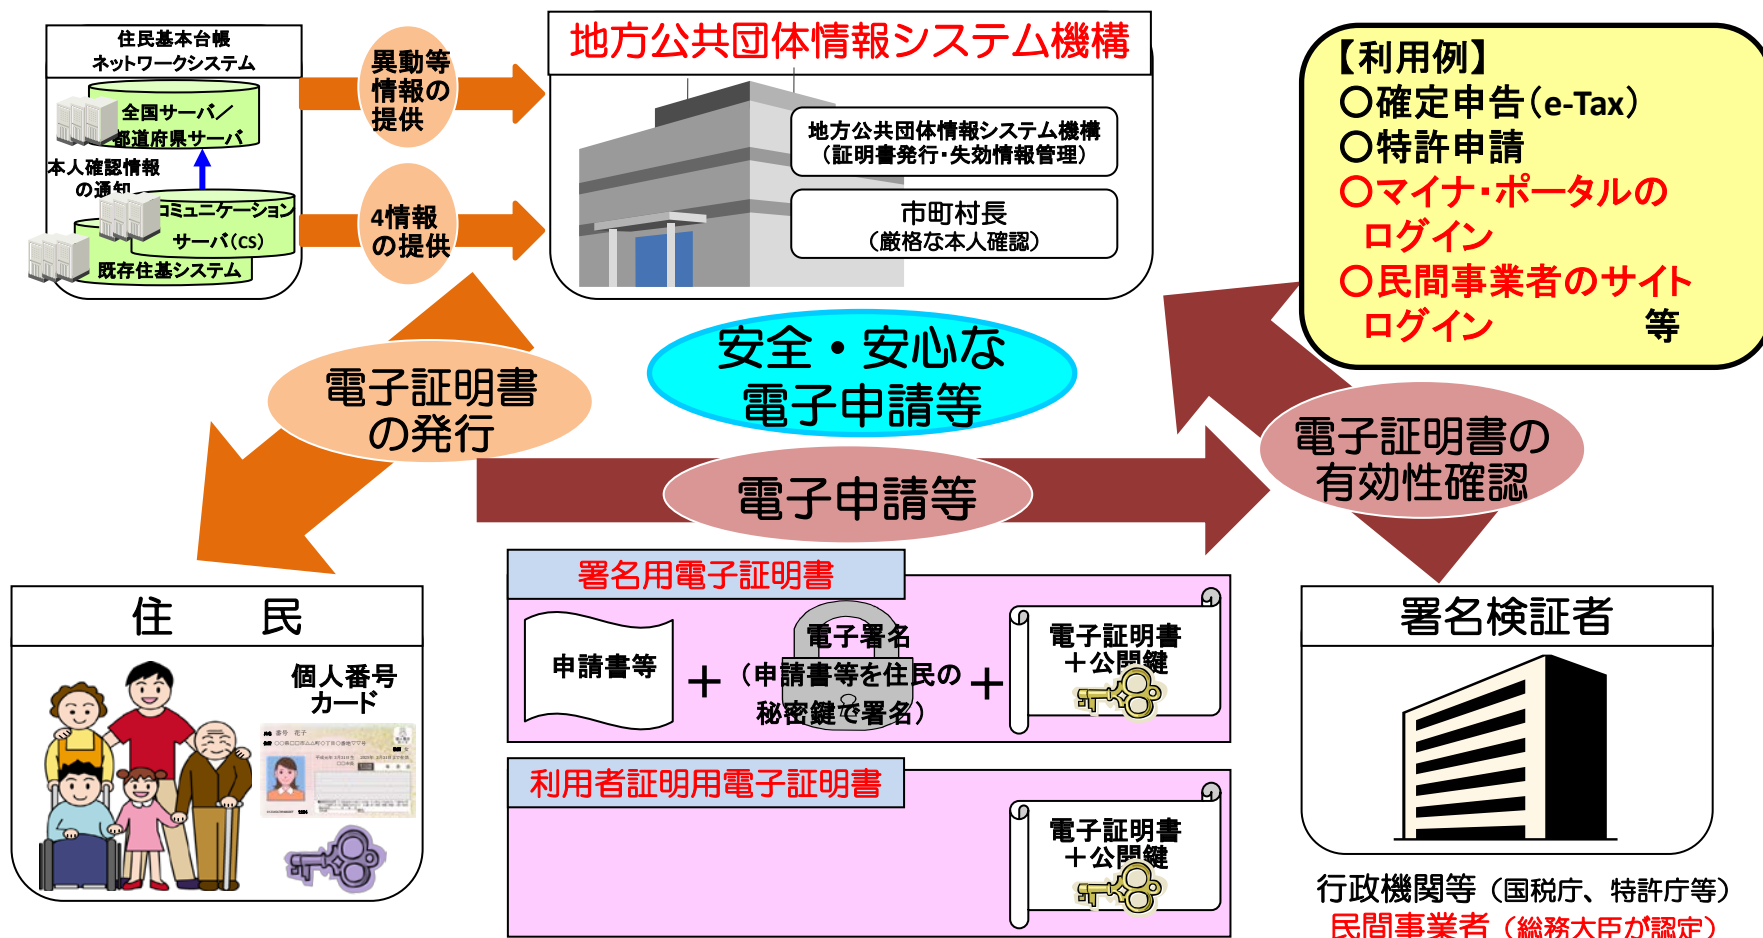 住民基本台帳
ネットワークシステム
全国サーバ／
都道府県サーバ
本人確認情報
の通知
コミュニケーション
サーバ（CS）
既存住基システム
異動等
情報の
提供
4情報
の提供
地方公共団体情報システム機構
地方公共団体情報システム機構
（証明書発行・失効情報管理）
市町村長
（厳格な本人確認）
【利用例】
〇確定申告（e-Tax）
〇特許申請
〇マイナ・ポータルの
ログイン
〇民間事業者のサイト
ログイン 等
安全・安心な
電子申請等
電子証明書
の発行
電子申請等
電子証明書の
有効性確認
住 民
個人番号
カード
番号 花子
署名用電子証明書
申請書等
＋
電子署名
（申請書等を住民の
秘密鍵で署名）
＋
電子証明書
＋公開鍵
利用者証明用電子証明書
電子証明書
＋公開鍵
署名検証者
行政機関等（国税庁、特許庁等）
民間事業者（総務大臣が認定）